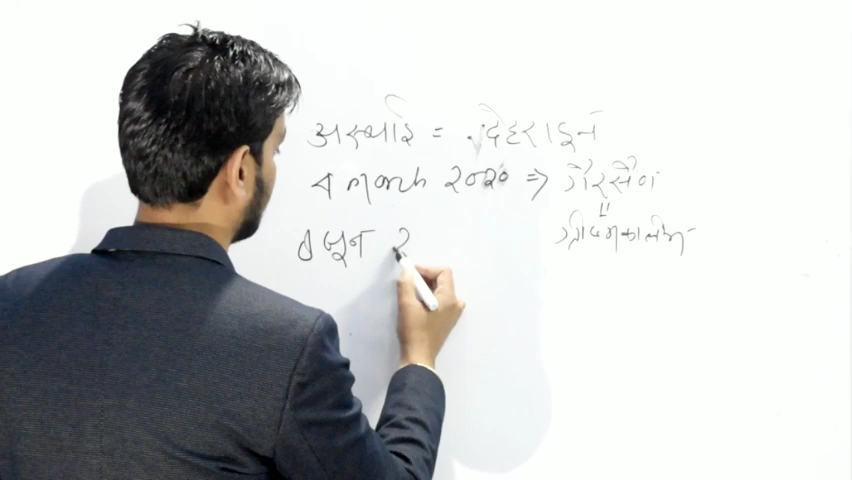 अस्थाई = देहरादून
4 March 2020 ⇒ गैरसैंण
ग्रीष्मकालीन
8 जून 2